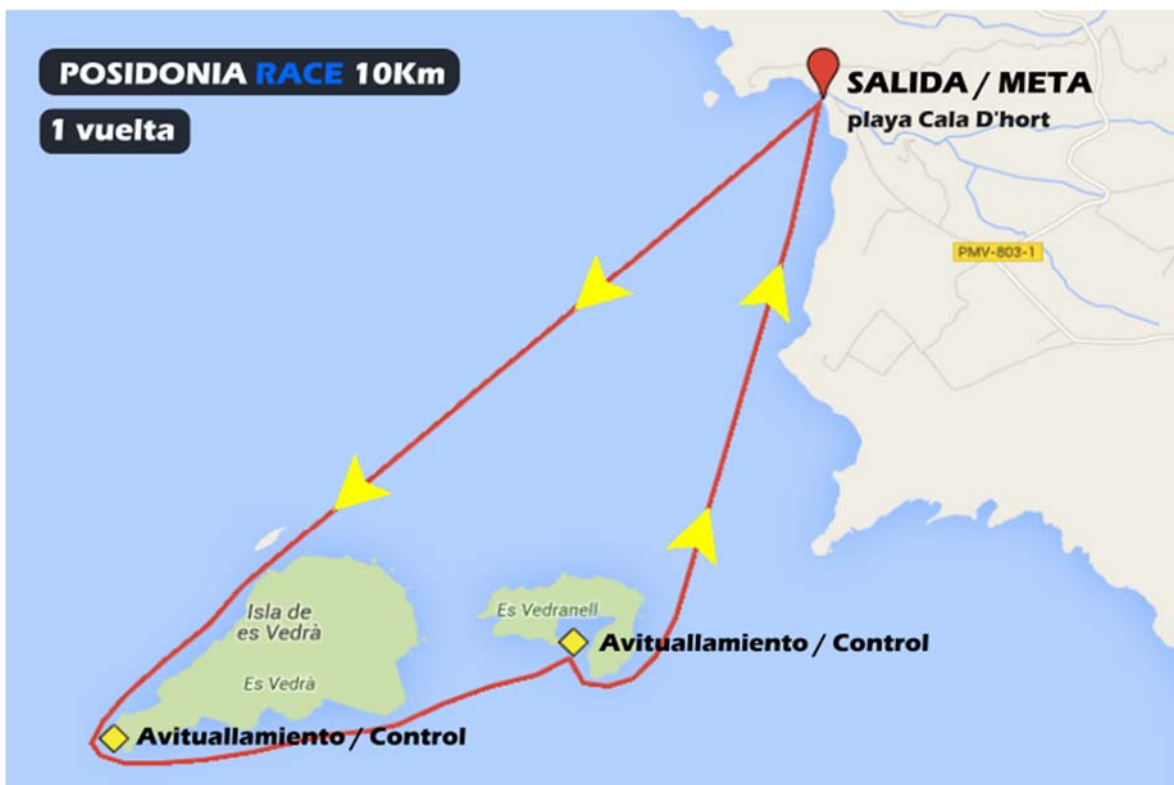 POSIDONIA RACE 10Km
1 vuelta
SALIDA / META
playa Cala D'hort
PMV-803-1
Isla de
es Vedrà
Es Vedrà
Es Vedranell
Avituallamiento / Control
Avituallamiento / Control